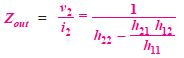 Z_out = v_2 / i_2 = 1 / (h_22 − (h_21 h_12) / h_11)